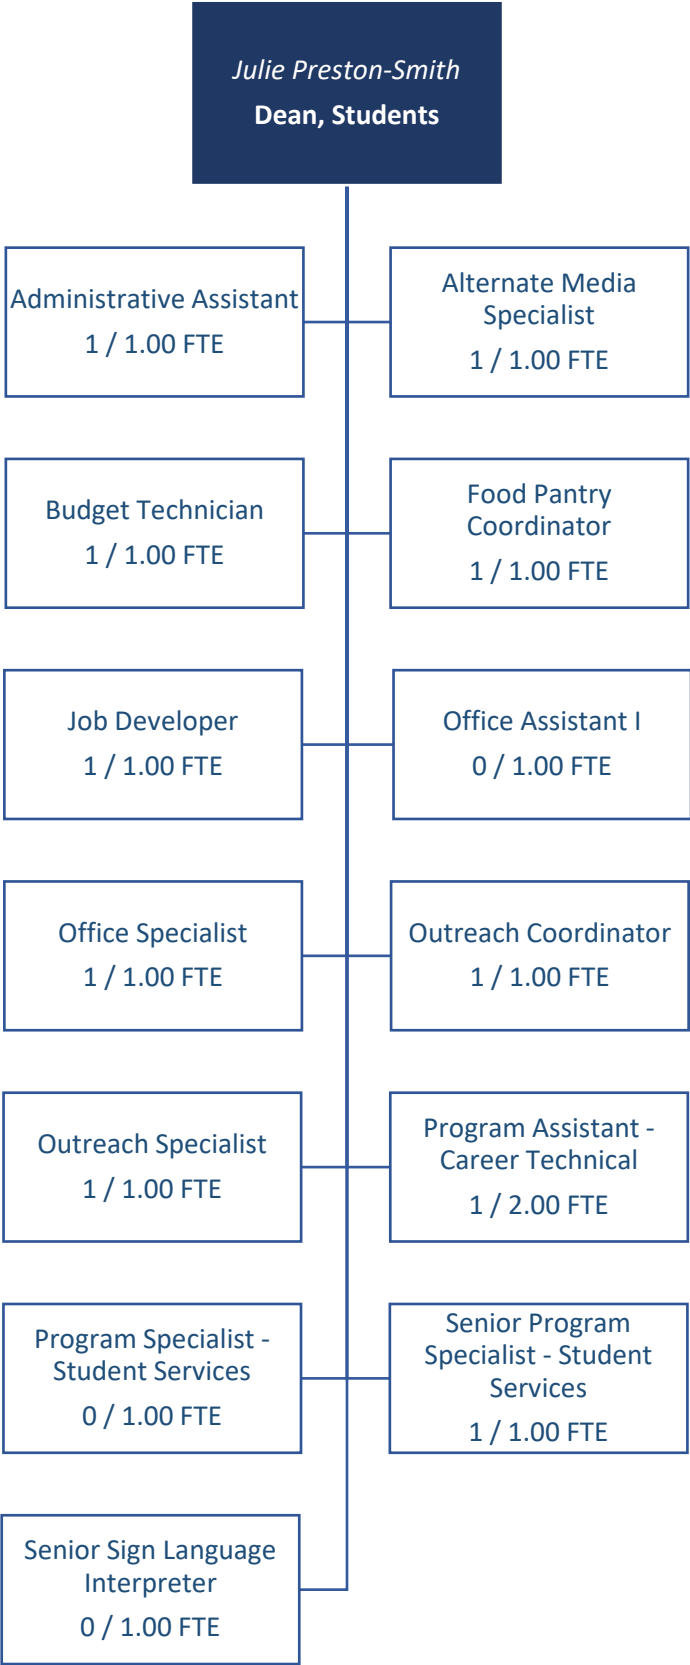 Julie Preston-Smith
Dean, Students
Administrative Assistant
1 / 1.00 FTE
Alternate Media
Specialist
1 / 1.00 FTE
Budget Technician
1 / 1.00 FTE
Food Pantry
Coordinator
1 / 1.00 FTE
Job Developer
1 / 1.00 FTE
Office Assistant I
0 / 1.00 FTE
Office Specialist
1 / 1.00 FTE
Outreach Coordinator
1 / 1.00 FTE
Outreach Specialist
1 / 1.00 FTE
Program Assistant -
Career Technical
1 / 2.00 FTE
Program Specialist -
Student Services
0 / 1.00 FTE
Senior Program
Specialist - Student
Services
1 / 1.00 FTE
Senior Sign Language
Interpreter
0 / 1.00 FTE